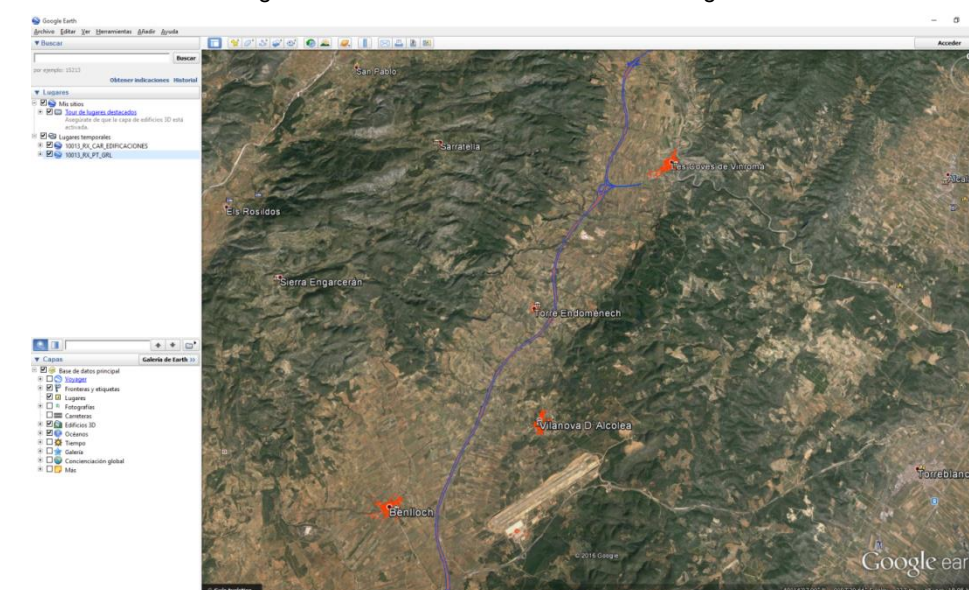 Google Earth
Archivo Editar Ver Herramientas Añadir Ayuda
Buscar
Buscar
por ejemplo: 10213
Obtener indicaciones Historial
Lugares
Mis sitios
Tour de lugares destacados
Asegúrate de que la capa de edificios 3D está
activada.
Lugares temporales
10013_RX_CAR_EDIFICACIONES
10013_RX_PT_GRL
Capas
Galería de Earth
Base de datos principal
Voyager
Fronteras y etiquetas
Lugares
Fotografías
Carreteras
Edificios 3D
Océanos
Tiempo
Galería
Concienciación global
Más
Acceder
San Pablo
Sarratella
Les Coves de Vinromà
Els Rosildos
Sierra Engarcerán
Torre Endomenech
Vilanova D Alcolea
Torreblanc
Benlloch
© 2016 Google
Google ear